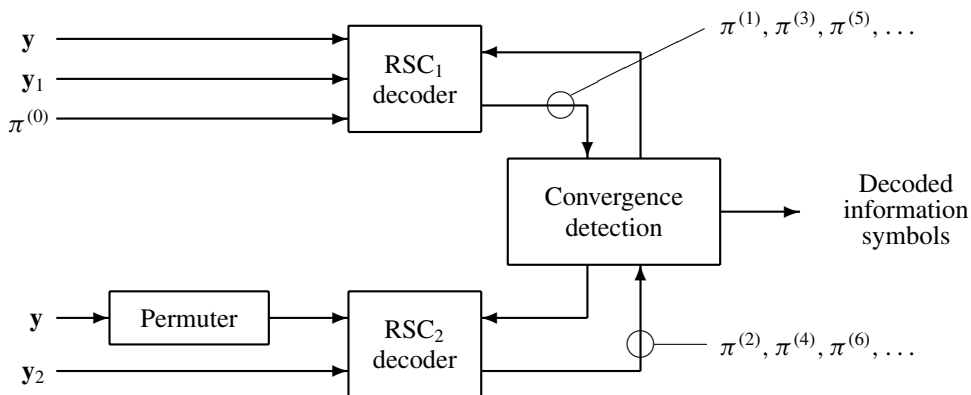 π^(1), π^(3), π^(5), . . .
y
y₁
π^(0)
RSC₁
decoder
Convergence
detection
Decoded
information
symbols
y
Permuter
y₂
RSC₂
decoder
π^(2), π^(4), π^(6), . . .